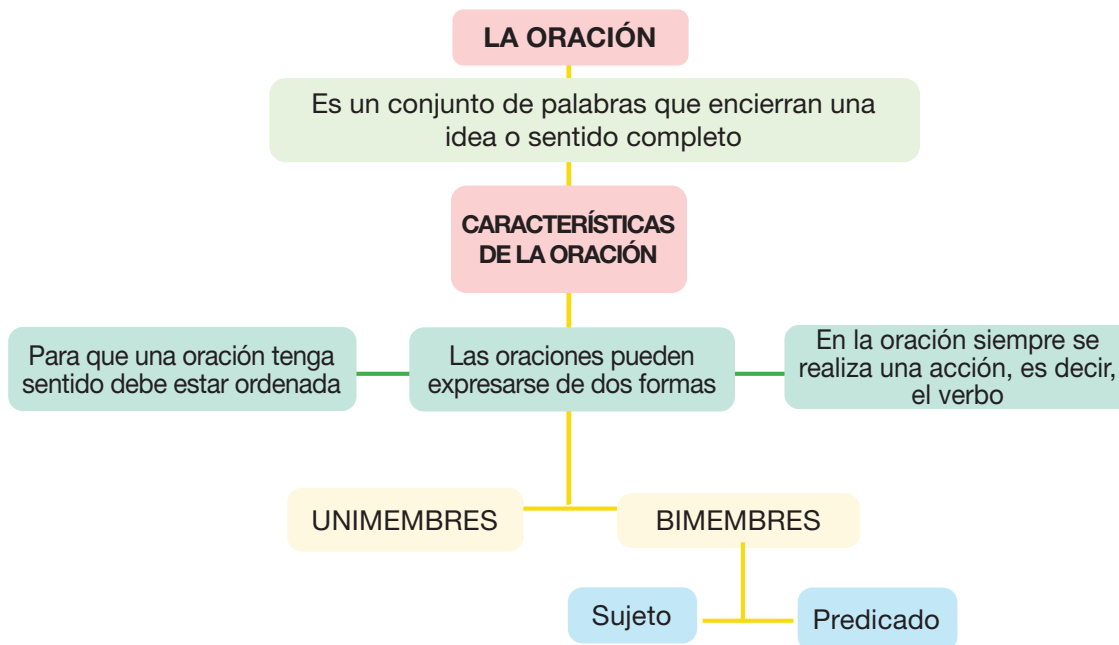 LA ORACIÓN
Es un conjunto de palabras que encierran una
idea o sentido completo
CARACTERÍSTICAS
DE LA ORACIÓN
Para que una oración tenga
sentido debe estar ordenada
Las oraciones pueden
expresarse de dos formas
En la oración siempre se
realiza una acción, es decir,
el verbo
UNIMEMBRES
BIMEMBRES
Sujeto
Predicado